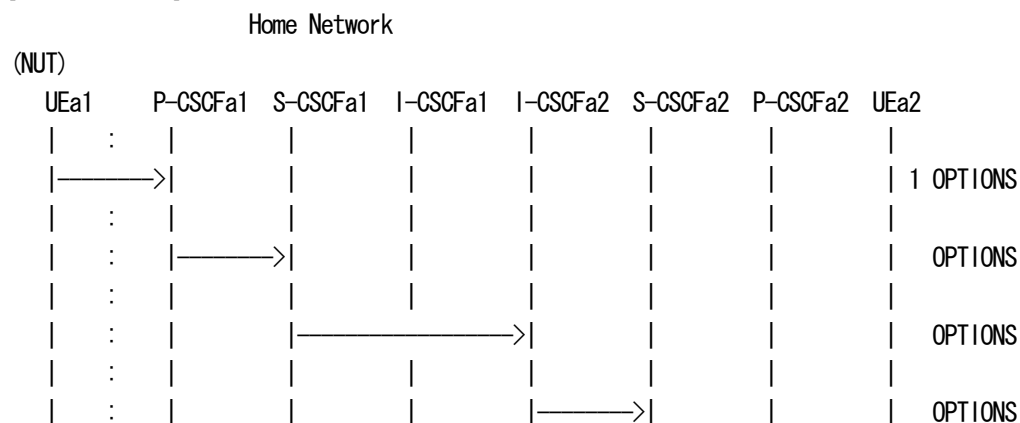 Home Network
(NUT)
UEa1 P-CSCFa1 S-CSCFa1 I-CSCFa1 I-CSCFa2 S-CSCFa2 P-CSCFa2 UEa2
| : | | | | | | |
|-------->| | | | | | | 1 OPTIONS
| : | | | | | | |
| : |-------->| | | | | | OPTIONS
| : | | | | | | |
| : | |------------------>| | | | OPTIONS
| : | | | | | | |
| : | | | |-------->| | | OPTIONS